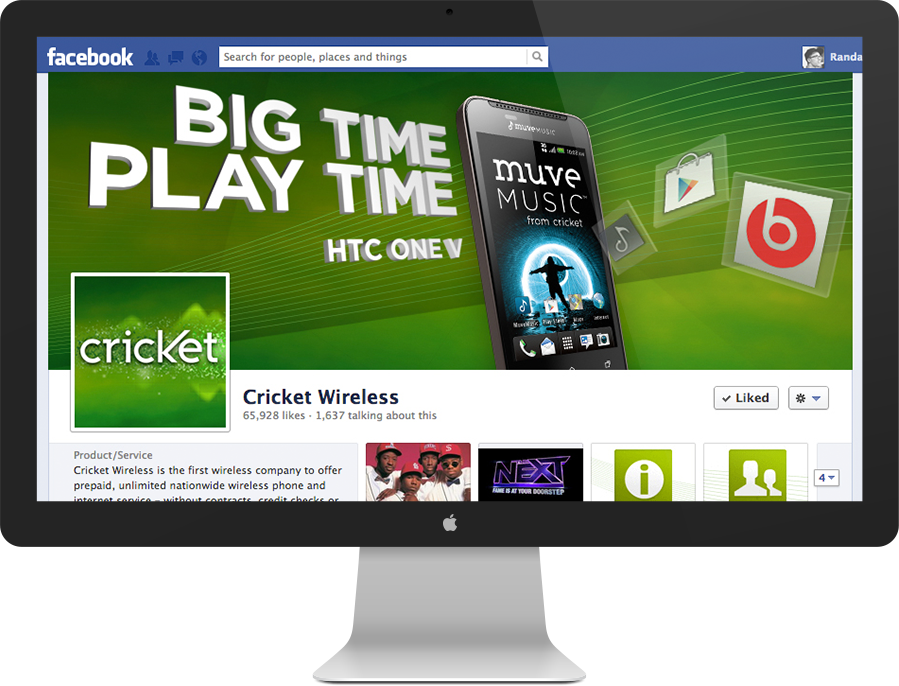 facebook
Search for people, places and things
Randa
BIG TIME
PLAY TIME
HTC ONE V
muve MUSIC
muve
MUSIC
from cricket
cricket
Cricket Wireless
65,928 likes · 1,637 talking about this
Liked
Product/Service
Cricket Wireless is the first wireless company to offer
prepaid, unlimited nationwide wireless phone and
internet service – without contracts, credit checks or
NEXT
FAME IS AT YOUR DOORSTEP
4